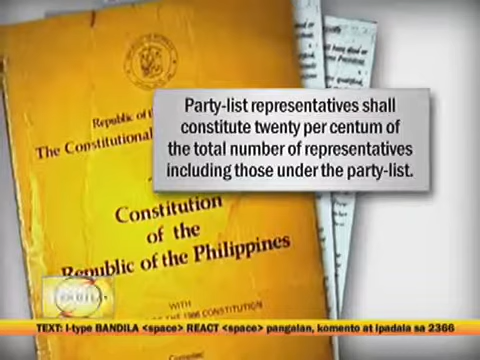 Republic of the
The Constitutional
Party-list representatives shall
constitute twenty per centum of
the total number of representatives
including those under the party-list.
Constitution
of the
Republic of the Philippines
WITH
1986 CONSTITUTION
BANDILA
TEXT: I-type BANDILA <space> REACT <space> pangalan, komento at ipadala sa 2366